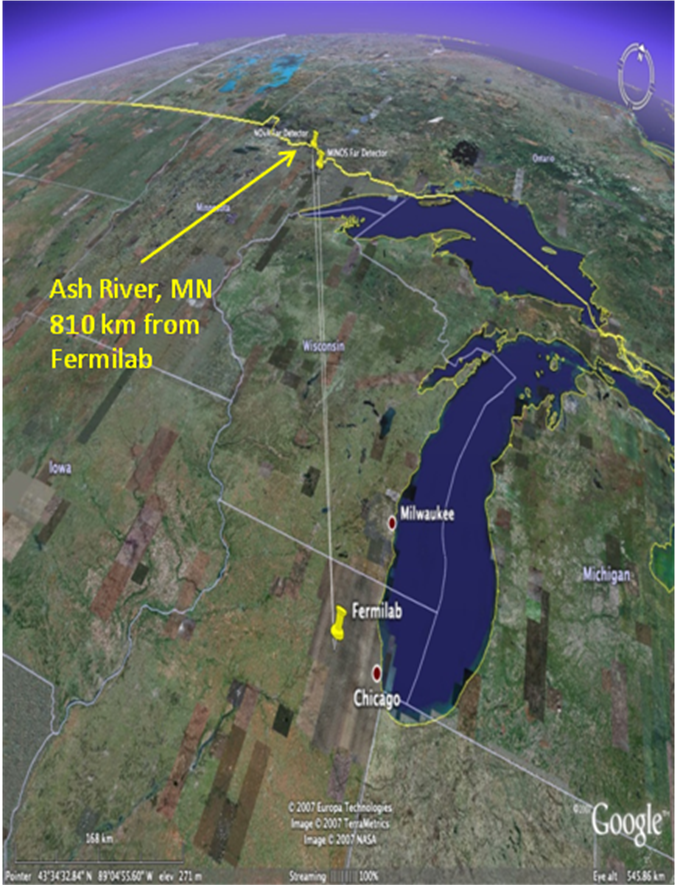 N
NOvA Far Detector
MINOS Far Detector
Ontario
Minnesota
Ash River, MN
810 km from
Fermilab
Wisconsin
Iowa
Milwaukee
Michigan
Fermilab
Chicago
© 2007 Europa Technologies
Image © 2007 TerraMetrics
Image © 2007 NASA
Google
168 km
Pointer 43°34'32.84" N 89°04'55.60" W elev 271 m
Streaming 100%
Eye alt 545.86 km